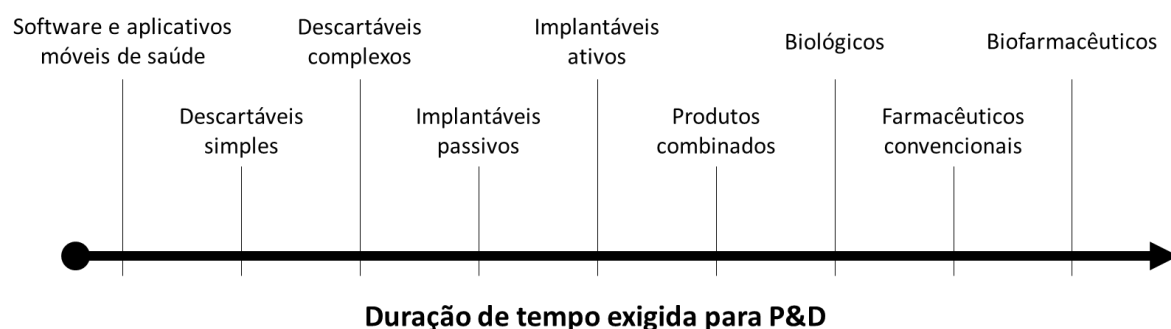 Software e aplicativos
móveis de saúde
Descartáveis
simples
Descartáveis
complexos
Implantáveis
passivos
Implantáveis
ativos
Produtos
combinados
Biológicos
Farmacêuticos
convencionais
Biofarmacêuticos
Duração de tempo exigida para P&D